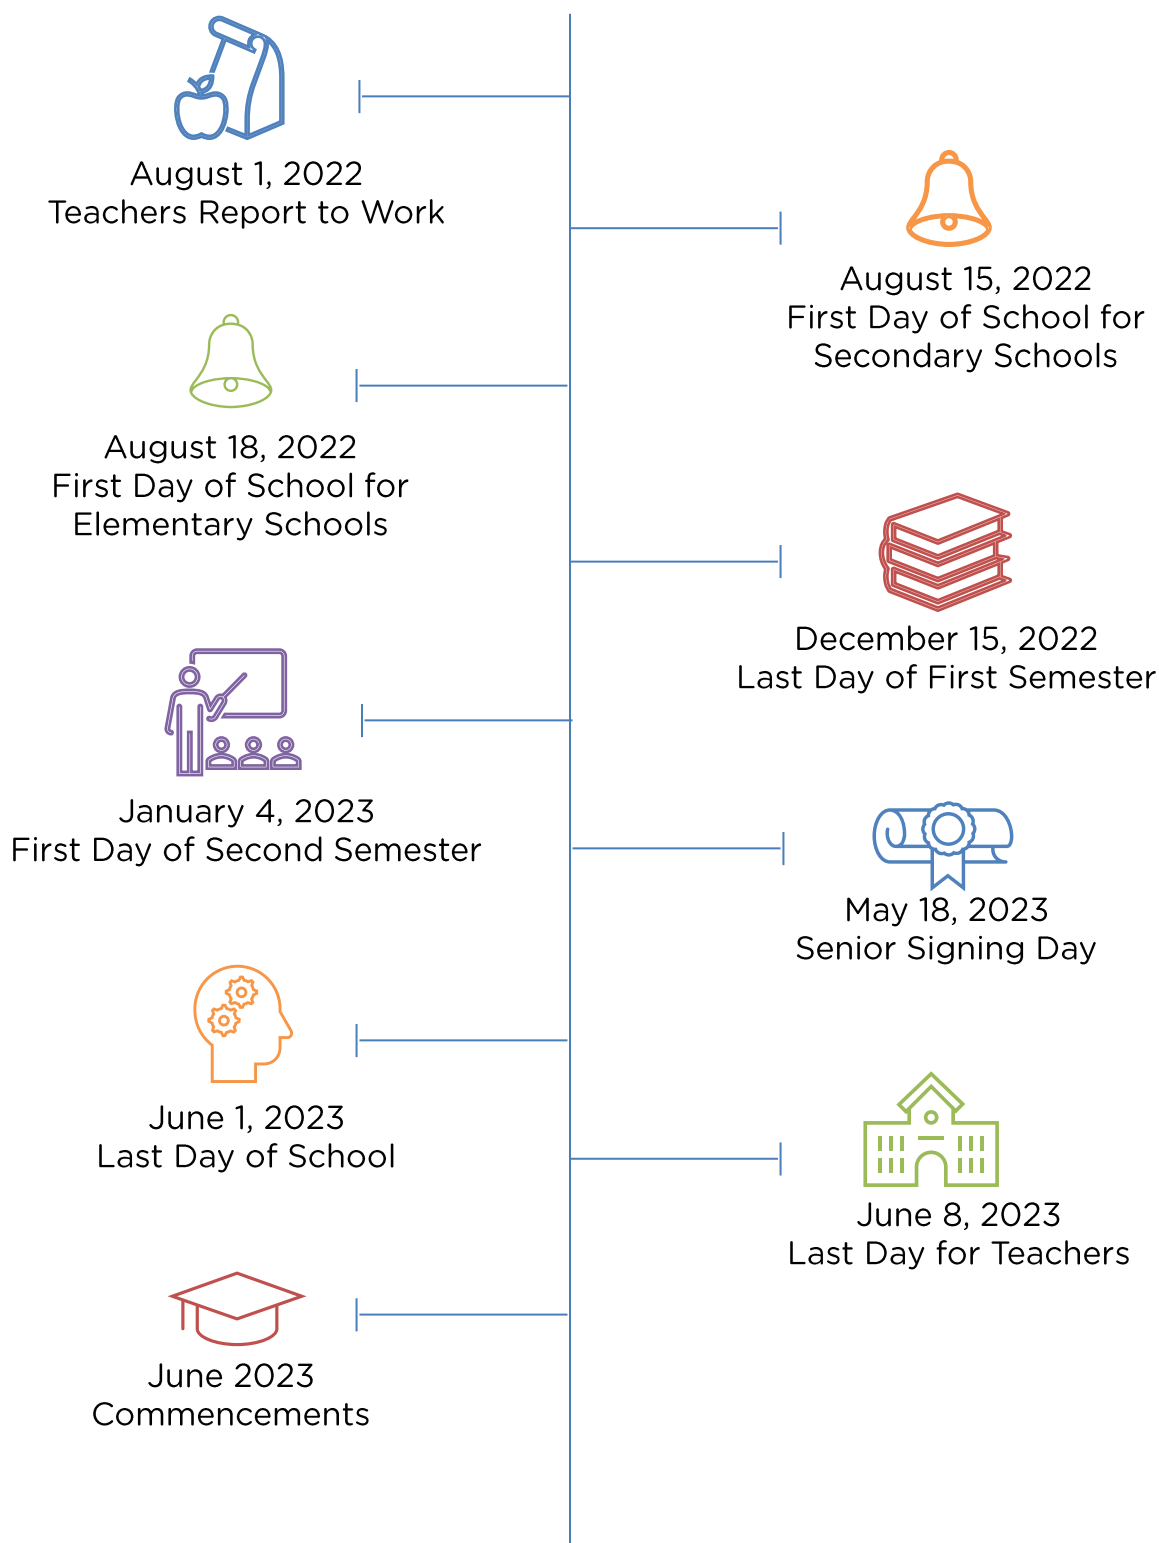 August 1, 2022
Teachers Report to Work
August 15, 2022
First Day of School for
Secondary Schools
August 18, 2022
First Day of School for
Elementary Schools
December 15, 2022
Last Day of First Semester
January 4, 2023
First Day of Second Semester
May 18, 2023
Senior Signing Day
June 1, 2023
Last Day of School
June 8, 2023
Last Day for Teachers
June 2023
Commencements